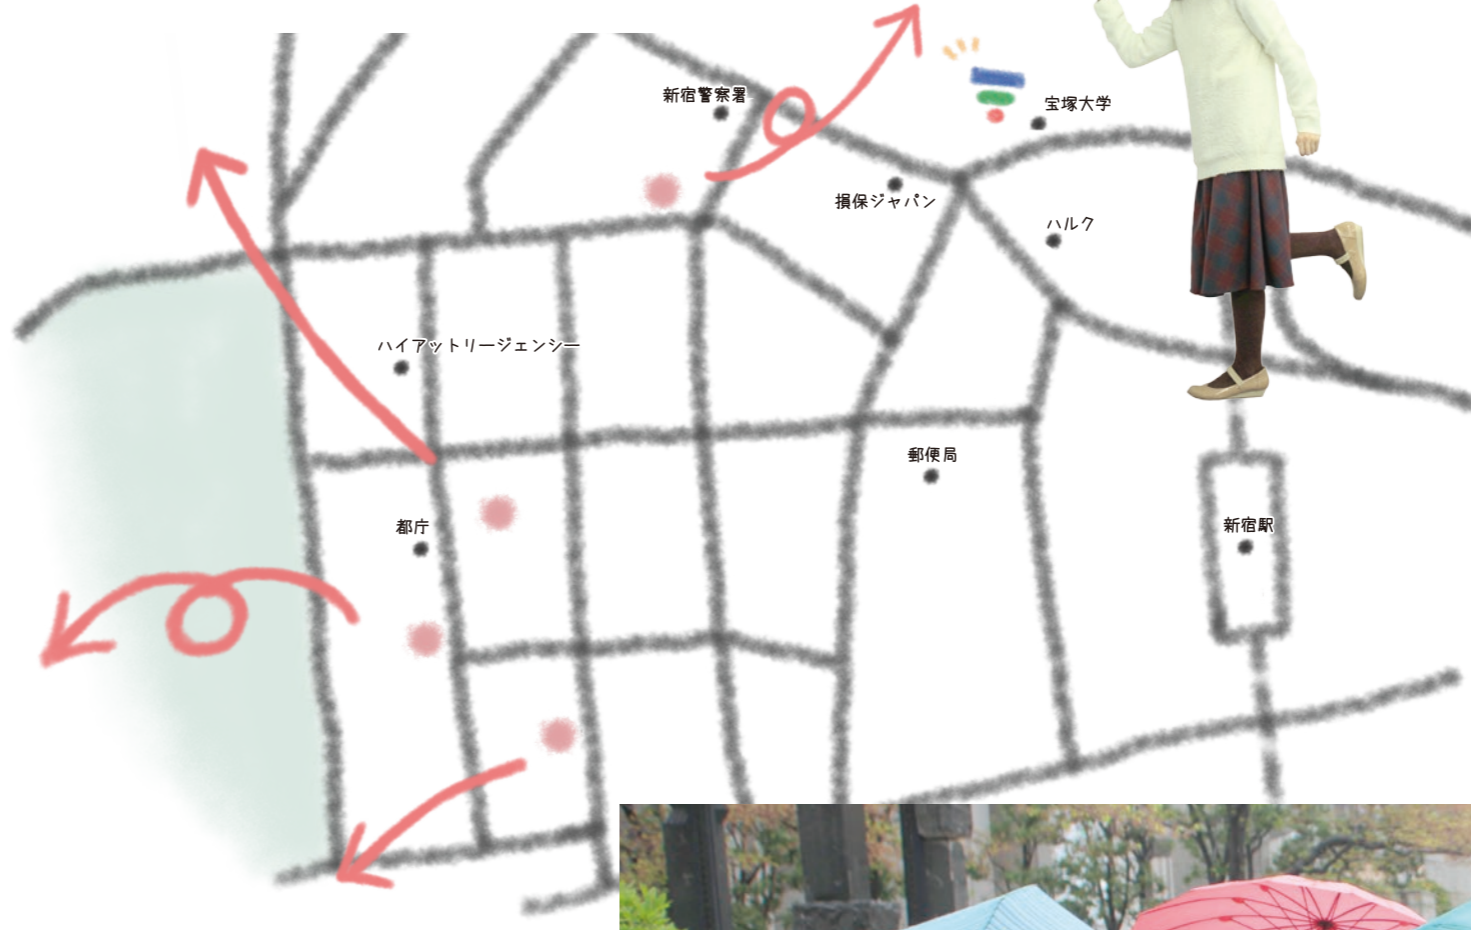 新宿警察署
宝塚大学
損保ジャパン
ハルク
ハイアットリージェンシー
郵便局
都庁
新宿駅